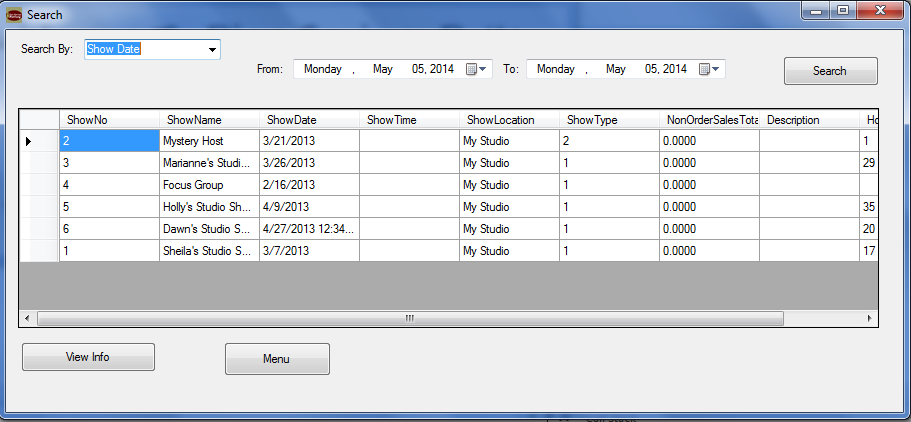 Search
Search By: Show Date
From: Monday , May 05, 2014 To: Monday , May 05, 2014 Search
ShowNo ShowName ShowDate ShowTime ShowLocation ShowType NonOrderSalesTota Description Ho
2 Mystery Host 3/21/2013 My Studio 2 0.0000 1
3 Marianne's Studi... 3/26/2013 My Studio 1 0.0000 29
4 Focus Group 2/16/2013 My Studio 1 0.0000
5 Holly's Studio Sh... 4/9/2013 My Studio 1 0.0000 35
6 Dawn's Studio S... 4/27/2013 12:34... My Studio 1 0.0000 20
1 Sheila's Studio S... 3/7/2013 My Studio 1 0.0000 17
View Info Menu